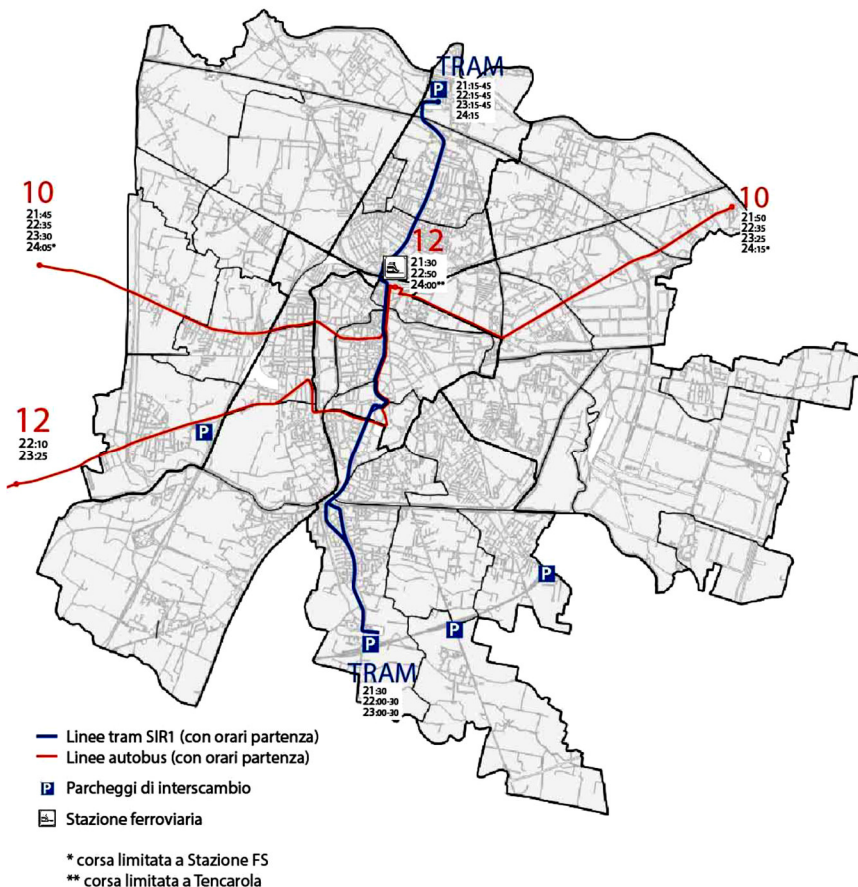 TRAM
P
21:15-45
22:15-45
23:15-45
24:15
10
21:45
22:35
23:30
24:05*
10
21:50
22:35
23:25
24:15*
12
21:30
22:50
24:00**
12
22:10
23:25
P
P
P
P
TRAM
21:30
22:00-30
23:00-30
Linee tram SIR1 (con orari partenza)
Linee autobus (con orari partenza)
P Parcheggi di interscambio
Stazione ferroviaria
* corsa limitata a Stazione FS
** corsa limitata a Tencarola